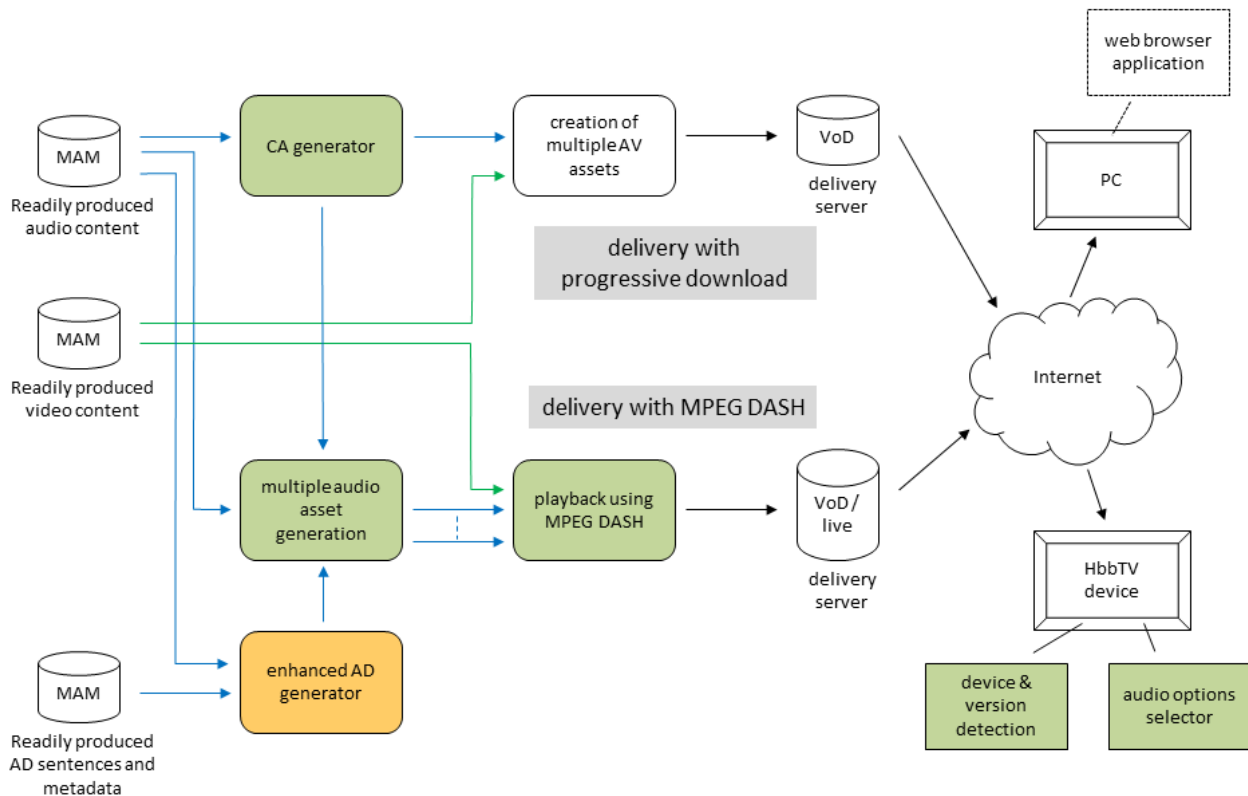 web browser
application
MAM
Readily produced
audio content
CA generator
creation of
multiple AV
assets
VoD
delivery
server
PC
delivery with
progressive download
MAM
Readily produced
video content
Internet
delivery with MPEG DASH
multiple audio
asset
generation
playback using
MPEG DASH
VoD /
live
delivery
server
HbbTV
device
MAM
Readily produced
AD sentences and
metadata
enhanced AD
generator
device &
version
detection
audio options
selector